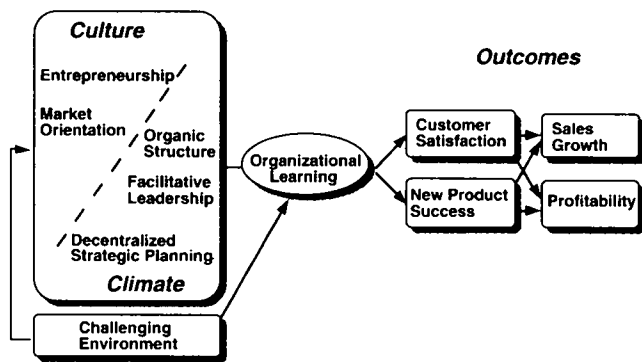 Culture
Entrepreneurship
Market
Orientation
Organic
Structure
Facilitative
Leadership
Decentralized
Strategic Planning
Climate
Challenging
Environment
Organizational
Learning
Outcomes
Customer
Satisfaction
New Product
Success
Sales
Growth
Profitability